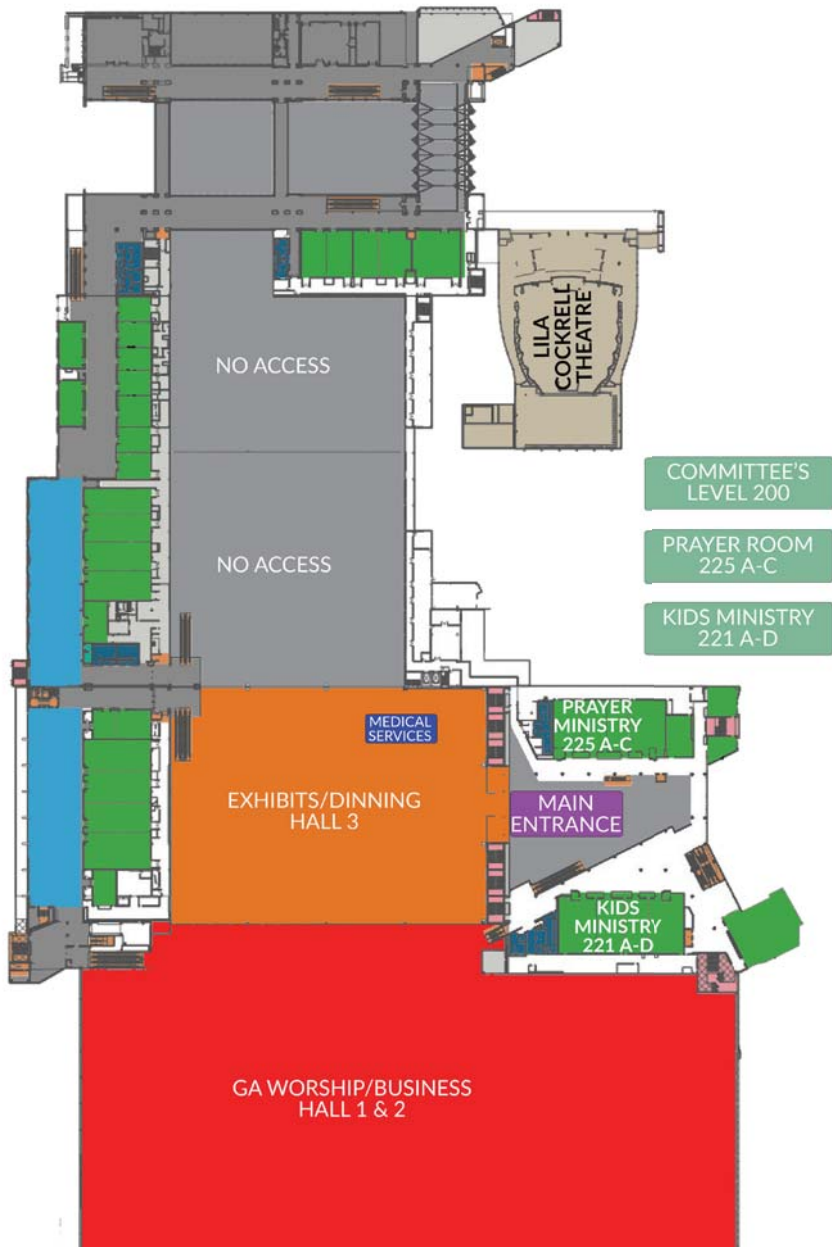 LILA
COCKRELL
THEATRE
NO ACCESS
COMMITTEE'S
LEVEL 200
PRAYER ROOM
225 A-C
NO ACCESS
KIDS MINISTRY
221 A-D
PRAYER
MINISTRY
225 A-C
MEDICAL
SERVICES
EXHIBITS/DINNING
HALL 3
MAIN
ENTRANCE
KIDS
MINISTRY
221 A-D
GA WORSHIP/BUSINESS
HALL 1 & 2